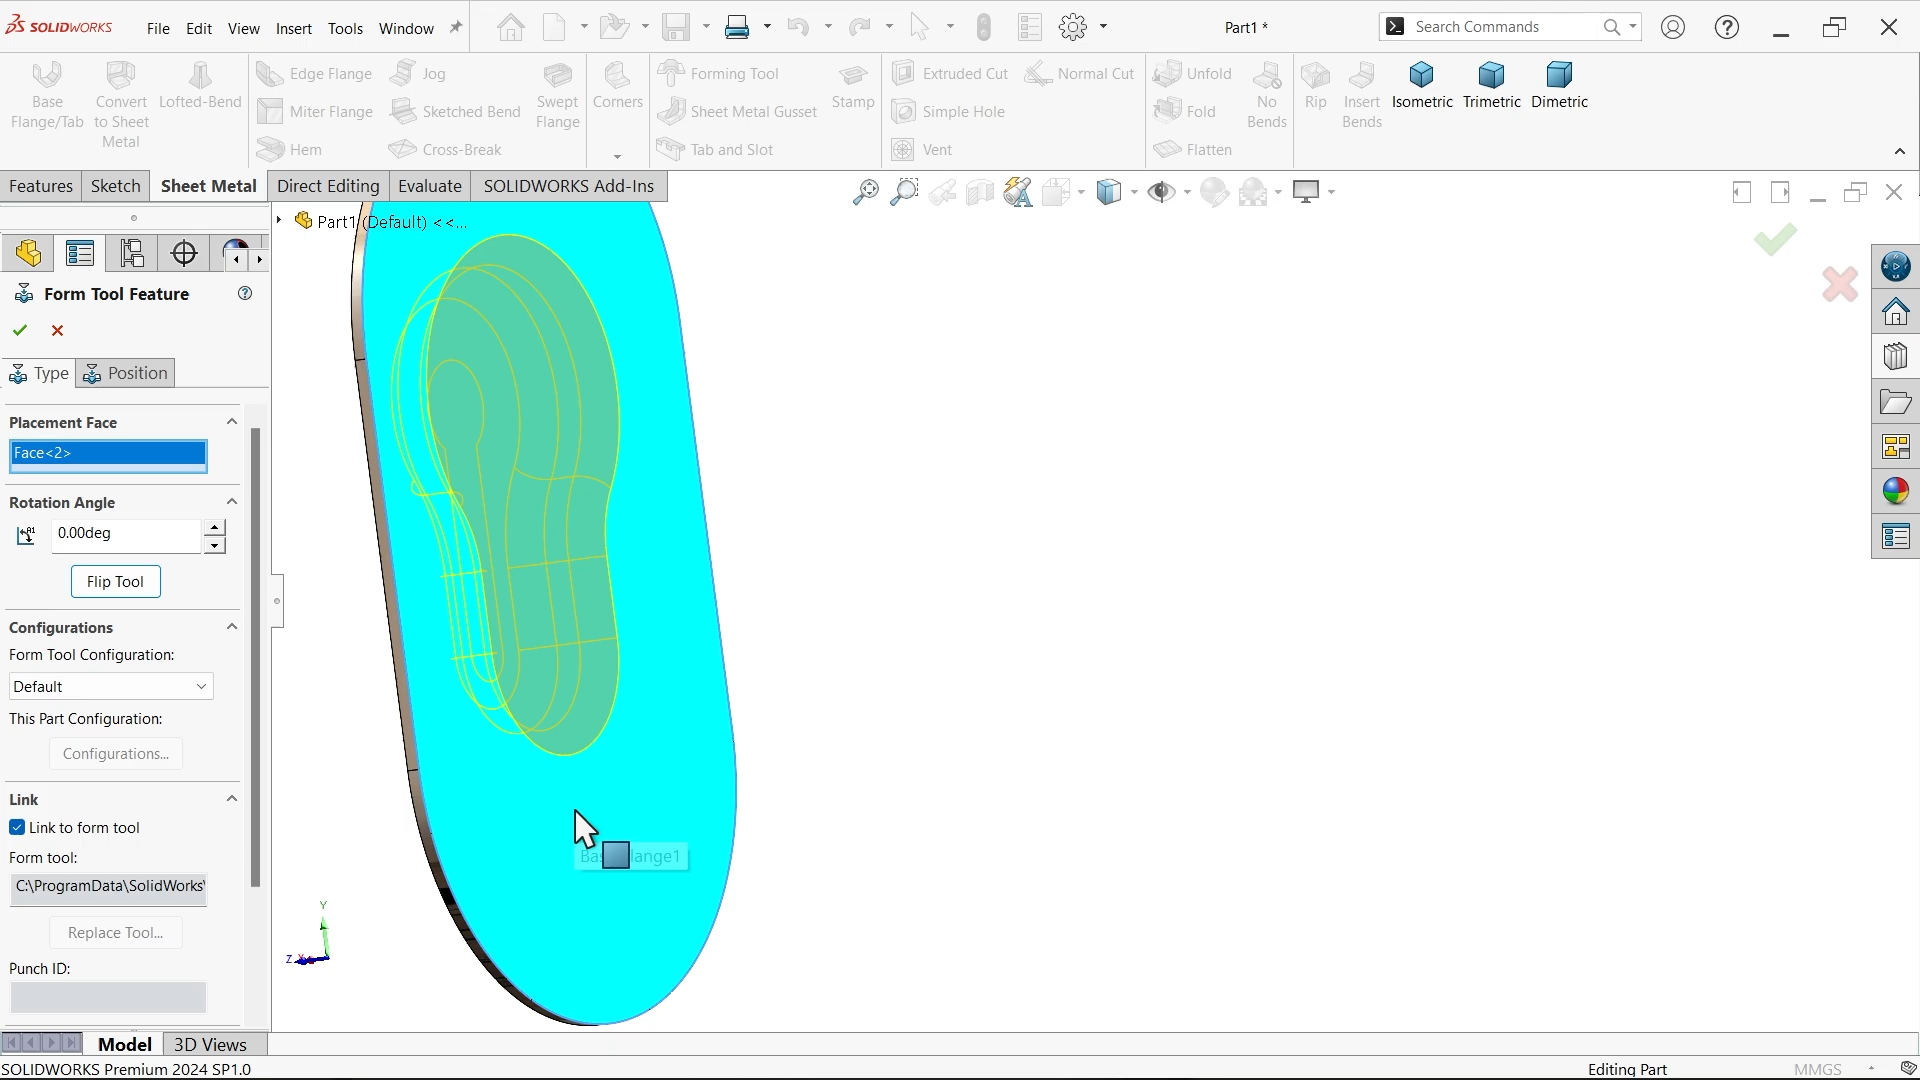 SOLIDWORKS
File Edit View Insert Tools Window
Part1 *
Search Commands
Base Flange/Tab
Convert to Sheet Metal
Lofted-Bend
Edge Flange
Miter Flange
Hem
Jog
Sketched Bend
Cross-Break
Swept Flange
Corners
Forming Tool
Sheet Metal Gusset
Tab and Slot
Stamp
Extruded Cut
Simple Hole
Vent
Normal Cut
Unfold
Fold
Flatten
No Bends
Rip
Insert Bends
Isometric
Trimetric
Dimetric
Features Sketch Sheet Metal Direct Editing Evaluate SOLIDWORKS Add-Ins
Part1 (Default) <<...
Form Tool Feature
Type Position
Placement Face
Face<2>
Rotation Angle
0.00deg
Flip Tool
Configurations
Form Tool Configuration:
Default
This Part Configuration:
Configurations...
Link
Link to form tool
Form tool:
C:\ProgramData\SolidWorks\
Replace Tool...
Punch ID:
Y
Z
Model 3D Views
SOLIDWORKS Premium 2024 SP1.0
Editing Part
MMGS